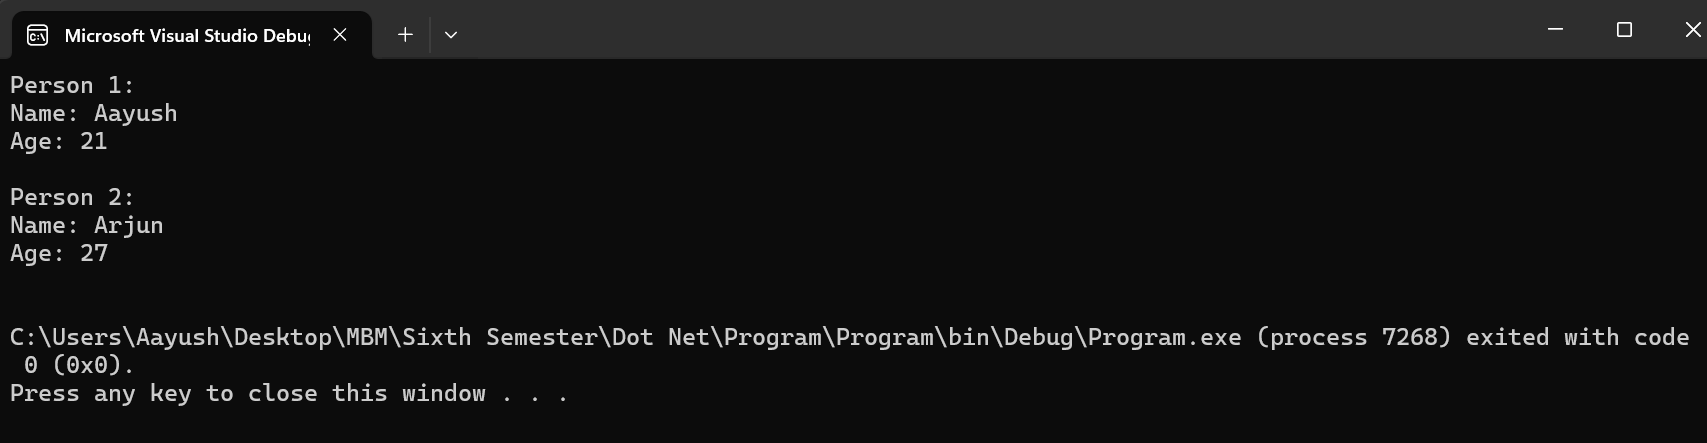 Microsoft Visual Studio Debug
Person 1:
Name: Aayush
Age: 21
Person 2:
Name: Arjun
Age: 27
C:\Users\Aayush\Desktop\MBM\Sixth Semester\Dot Net\Program\Program\bin\Debug\Program.exe (process 7268) exited with code
0 (0x0).
Press any key to close this window . . .